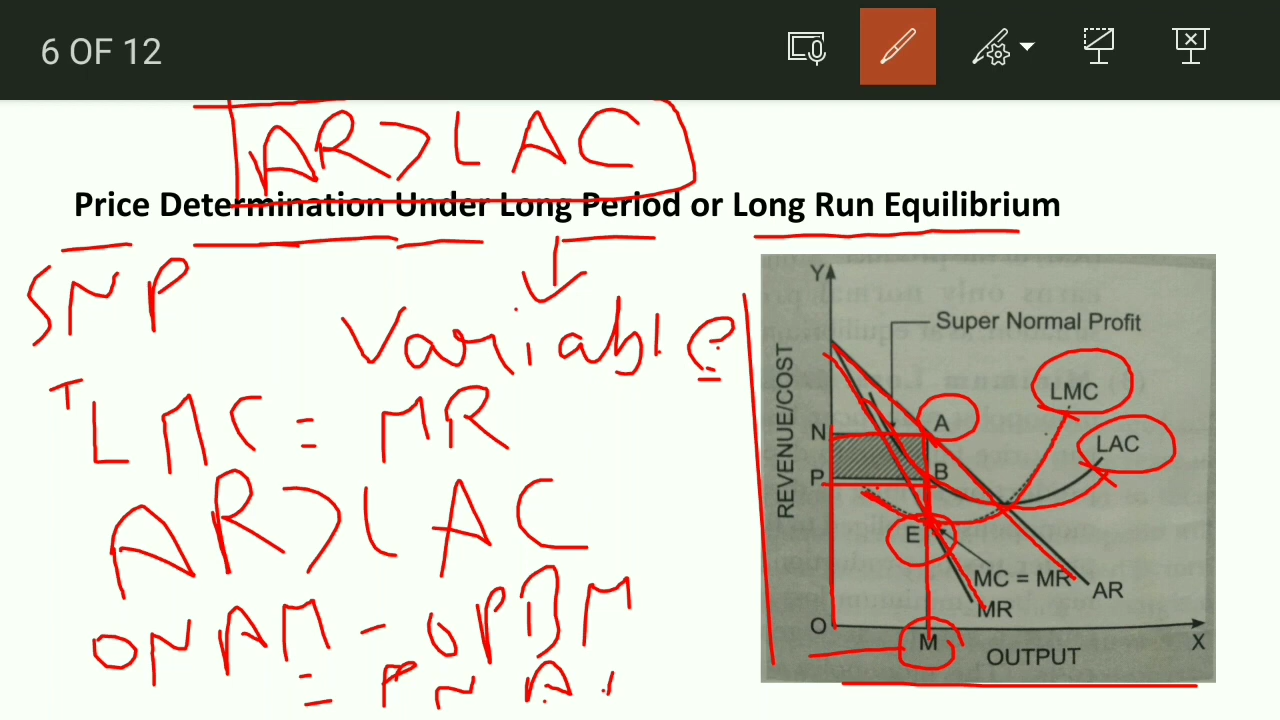 6 OF 12
AR>LAC
Price Determination Under Long Period or Long Run Equilibrium
SNP
Variable
LMC = MR
AR>LAC
ONAM - OPBM
= PNA
Y
Super Normal Profit
LMC
A
N
LAC
B
P
REVENUE/COST
E
MC = MR
AR
MR
O
M
X
OUTPUT